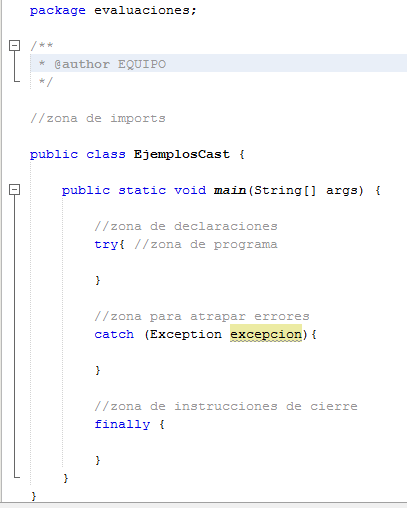 package evaluaciones;
/**
 * @author EQUIPO
 */
//zona de imports
public class EjemplosCast {
public static void main(String[] args) {
//zona de declaraciones
try{ //zona de programa
}
//zona para atrapar errores
catch (Exception excepcion){
}
//zona de instrucciones de cierre
finally {
}
}
}